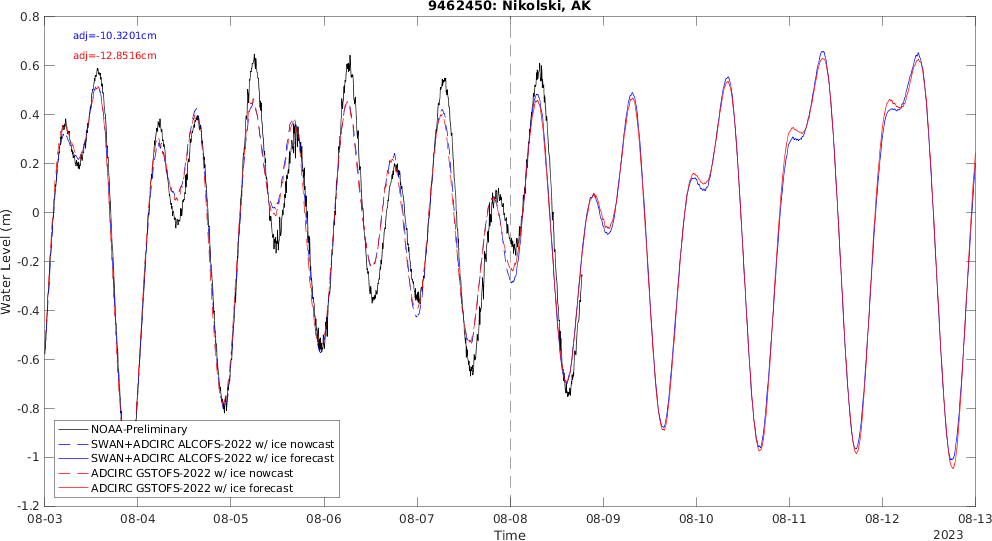 9462450: Nikolski, AK
adj=-10.3201cm
adj=-12.8516cm
Water Level (m)
0.8
0.6
0.4
0.2
0
-0.2
-0.4
-0.6
-0.8
-1
-1.2
NOAA-Preliminary
SWAN+ADCIRC ALCOFS-2022 w/ ice nowcast
SWAN+ADCIRC ALCOFS-2022 w/ ice forecast
ADCIRC GSTOFS-2022 w/ ice nowcast
ADCIRC GSTOFS-2022 w/ ice forecast
08-03 08-04 08-05 08-06 08-07 08-08 08-09 08-10 08-11 08-12 08-13
Time
2023